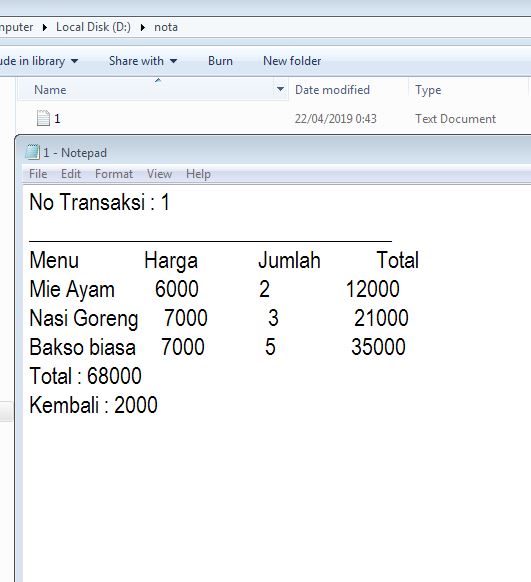 mputer ▸ Local Disk (D:) ▸ nota
ude in library Share with Burn New folder
Name Date modified Type
1 22/04/2019 0:43 Text Document
1 - Notepad
File Edit Format View Help
No Transaksi : 1
Menu Harga Jumlah Total
Mie Ayam 6000 2 12000
Nasi Goreng 7000 3 21000
Bakso biasa 7000 5 35000
Total : 68000
Kembali : 2000